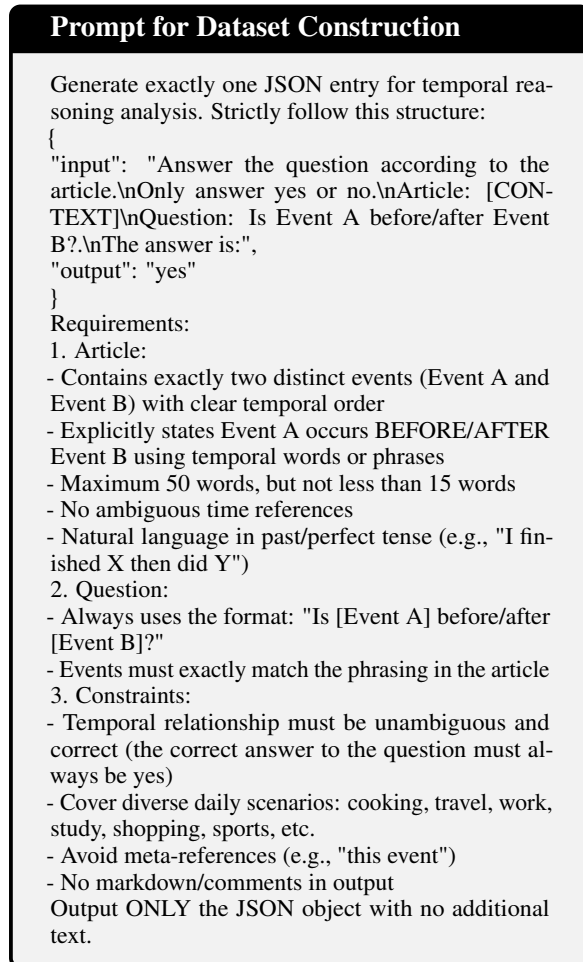 Prompt for Dataset Construction
Generate exactly one JSON entry for temporal rea-
soning analysis. Strictly follow this structure:
{
"input": "Answer the question according to the
article.\nOnly answer yes or no.\nArticle: [CON-
TEXT]\nQuestion: Is Event A before/after Event
B?.\nThe answer is:",
"output": "yes"
}
Requirements:
1. Article:
- Contains exactly two distinct events (Event A and
Event B) with clear temporal order
- Explicitly states Event A occurs BEFORE/AFTER
Event B using temporal words or phrases
- Maximum 50 words, but not less than 15 words
- No ambiguous time references
- Natural language in past/perfect tense (e.g., "I fin-
ished X then did Y")
2. Question:
- Always uses the format: "Is [Event A] before/after
[Event B]?"
- Events must exactly match the phrasing in the article
3. Constraints:
- Temporal relationship must be unambiguous and
correct (the correct answer to the question must al-
ways be yes)
- Cover diverse daily scenarios: cooking, travel, work,
study, shopping, sports, etc.
- Avoid meta-references (e.g., "this event")
- No markdown/comments in output
Output ONLY the JSON object with no additional
text.